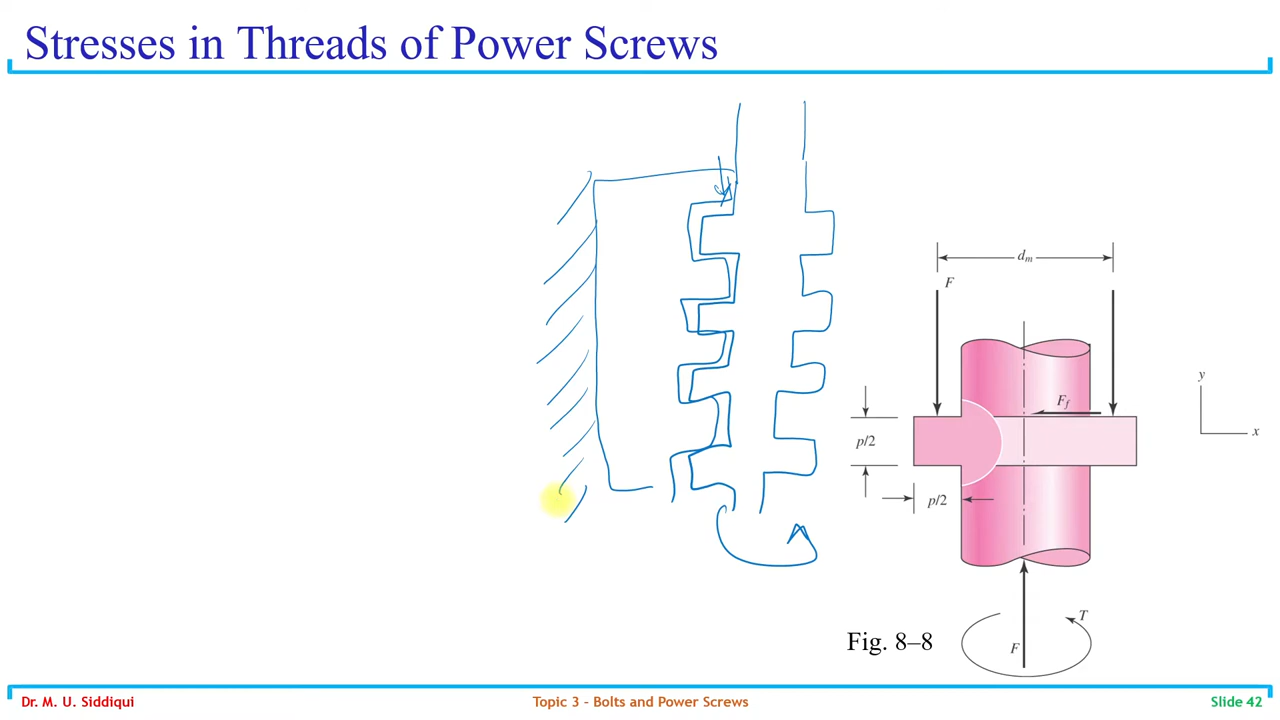 Stresses in Threads of Power Screws
d_m
F
F_f
p/2
p/2
y
x
T
F
Fig. 8–8
Dr. M. U. Siddiqui
Topic 3 – Bolts and Power Screws
Slide 42